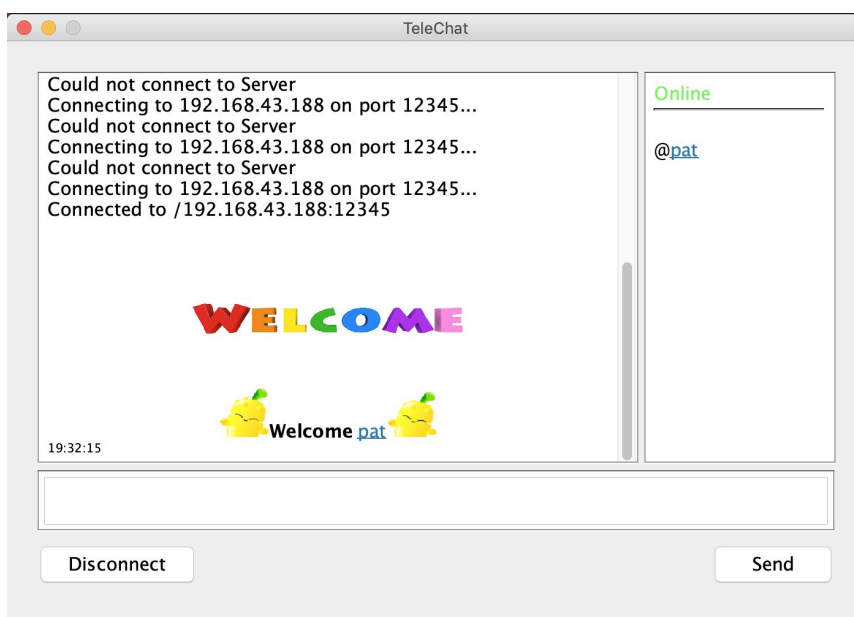 TeleChat
Could not connect to Server
Connecting to 192.168.43.188 on port 12345...
Could not connect to Server
Connecting to 192.168.43.188 on port 12345...
Could not connect to Server
Connecting to 192.168.43.188 on port 12345...
Connected to /192.168.43.188:12345
WELCOME
Welcome pat
19:32:15
Online
@pat
Disconnect
Send